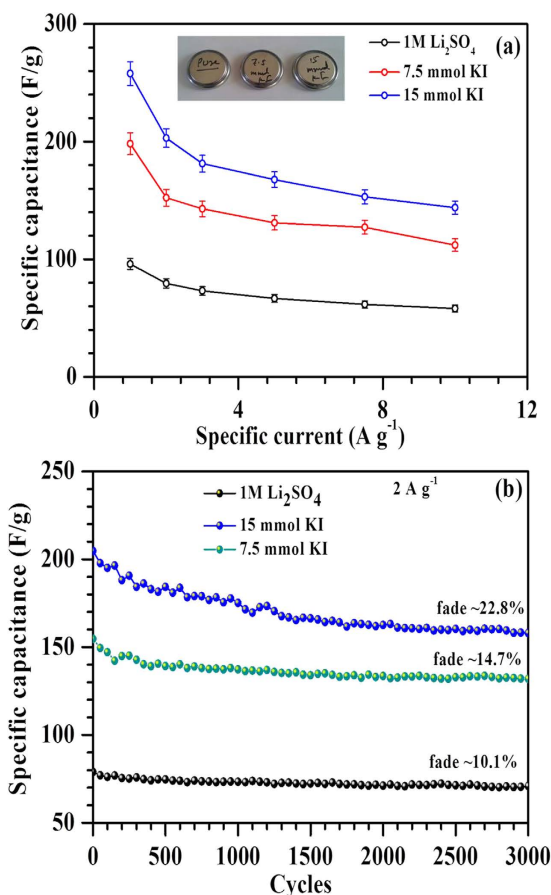 300
200
100
0
Specific capacitance (F/g)
(a)
1M Li₂SO₄
7.5 mmol KI
15 mmol KI
Pure
7.5
mmol
15
mmol
0
4
8
12
Specific current (A g⁻¹)
250
200
150
100
50
Specific capacitance (F/g)
(b)
1M Li₂SO₄
15 mmol KI
7.5 mmol KI
2 A g⁻¹
fade ~22.8%
fade ~14.7%
fade ~10.1%
0
500
1000
1500
2000
2500
3000
Cycles